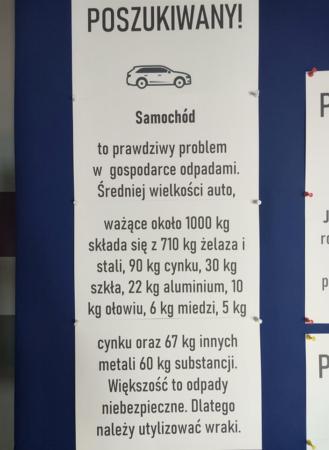 POSZUKIWANY!
Samochód
to prawdziwy problem
w gospodarce odpadami.
Średniej wielkości auto,
ważące około 1000 kg
składa się z 710 kg żelaza i
stali, 90 kg cynku, 30 kg
szkła, 22 kg aluminium, 10
kg ołowiu, 6 kg miedzi, 5 kg
cynku oraz 67 kg innych
metali 60 kg substancji.
Większość to odpady
niebezpieczne. Dlatego
należy utylizować wraki.